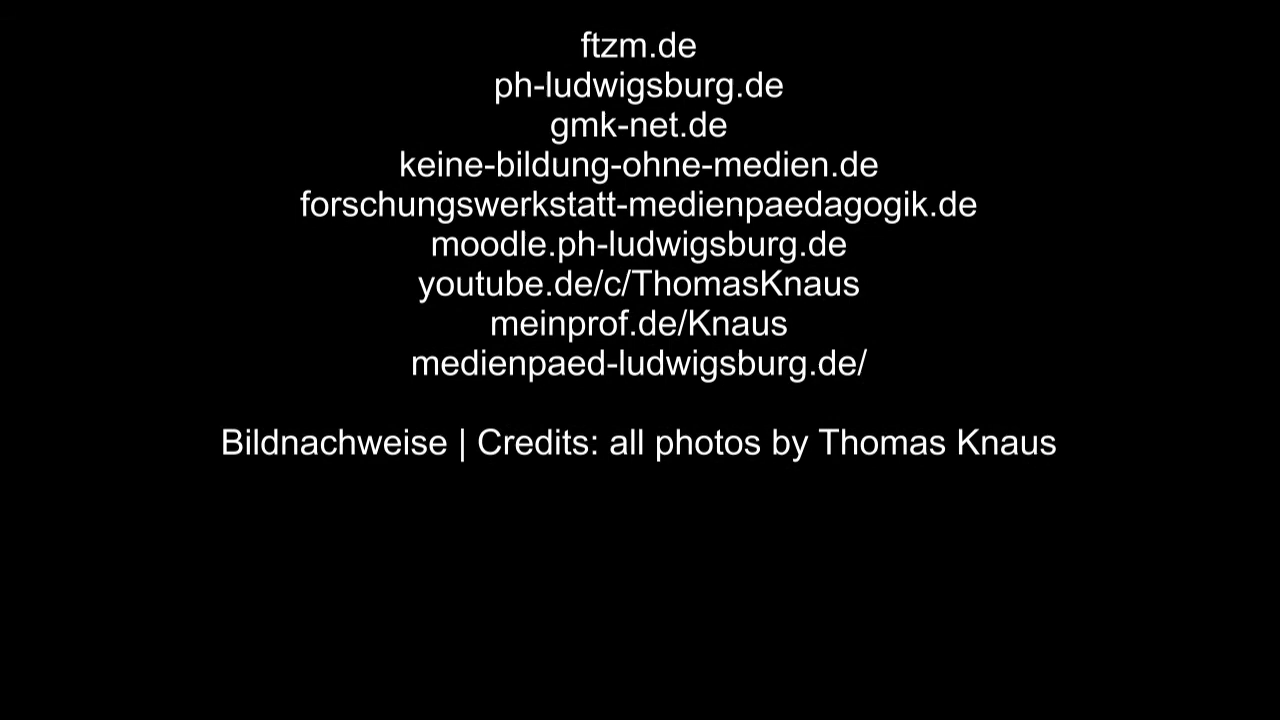 ftzm.de
ph-ludwigsburg.de
gmk-net.de
keine-bildung-ohne-medien.de
forschungswerkstatt-medienpaedagogik.de
moodle.ph-ludwigsburg.de
youtube.de/c/ThomasKnaus
meinprof.de/Knaus
medienpaed-ludwigsburg.de/
Bildnachweise | Credits: all photos by Thomas Knaus